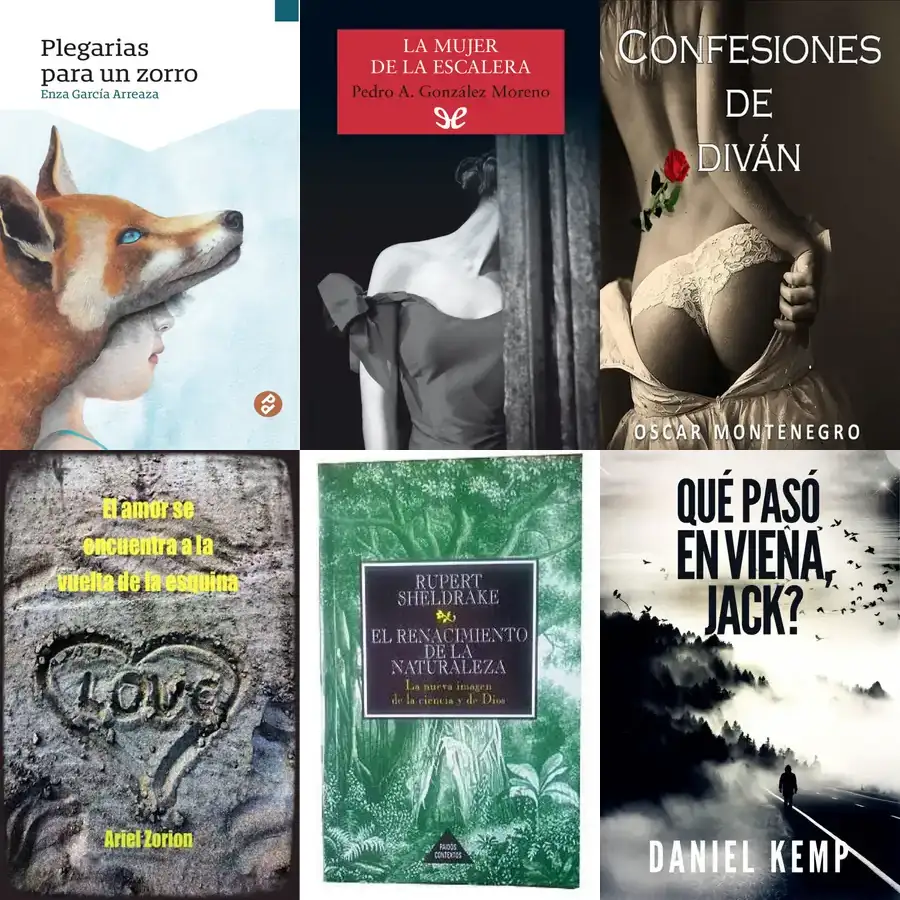 Plegarias
para un zorro
Enza García Arreaza
LA MUJER
DE LA ESCALERA
Pedro A. González Moreno
CONFESIONES
DE
DIVÁN
OSCAR MONTENEGRO
El amor se
encuentra a la
vuelta de la esquina
LOVE
Ariel Zorion
RUPERT
SHELDRAKE
EL RENACIMIENTO
DE LA
NATURALEZA
La nueva imagen
de la ciencia y de Dios
PAIDOS
CONTEXTOS
QUÉ PASÓ
EN VIENA,
JACK?
DANIEL KEMP